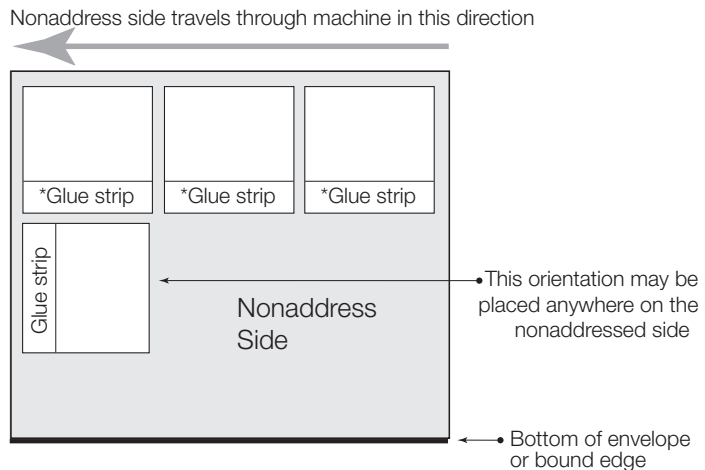 Nonaddress side travels through machine in this direction
*Glue strip
*Glue strip
*Glue strip
Glue strip
This orientation may be
placed anywhere on the
nonaddressed side
Nonaddress
Side
Bottom of envelope
or bound edge